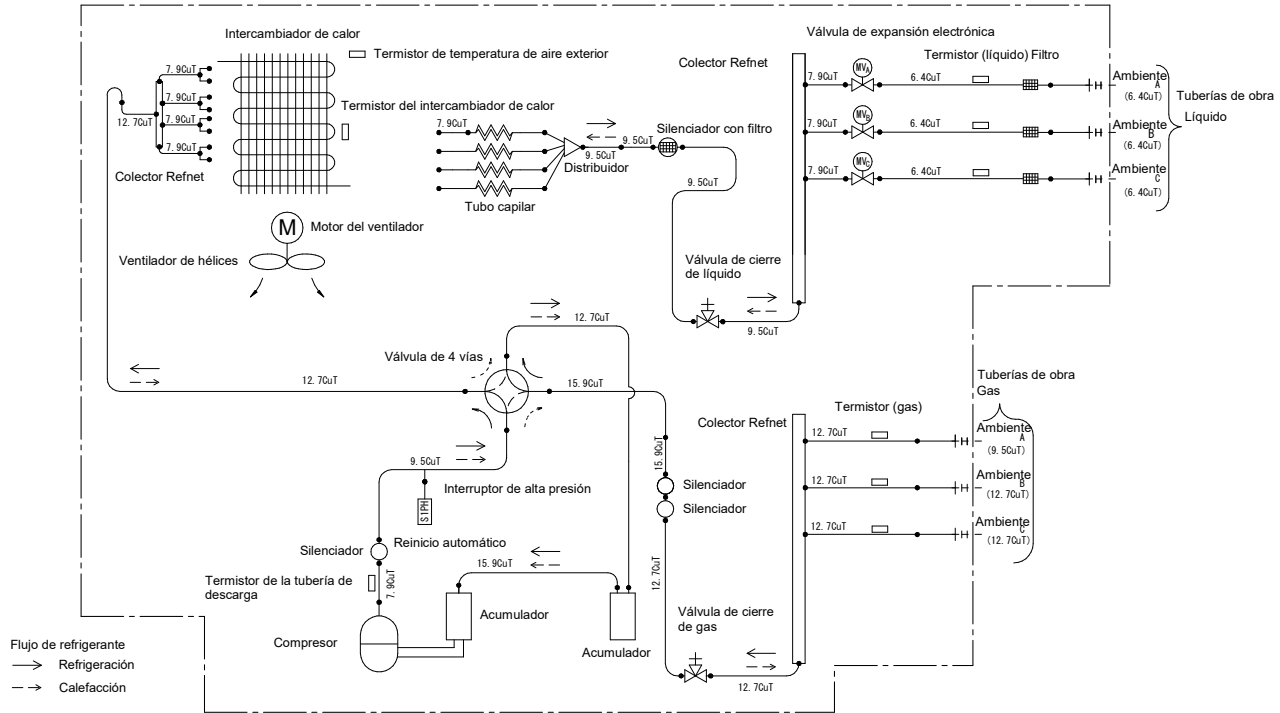 Intercambiador de calor
Termistor de temperatura de aire exterior
7.9CuT
7.9CuT
7.9CuT
7.9CuT
12.7CuT
Colector Refnet
Termistor del intercambiador de calor
7.9CuT
Tubo capilar
Distribuidor
9.5CuT
9.5CuT
Silenciador con filtro
9.5CuT
M
Motor del ventilador
Ventilador de hélices
Válvula de cierre
de líquido
9.5CuT
Colector Refnet
Válvula de expansión electrónica
Termistor (líquido) Filtro
7.9CuT
MVA
6.4CuT
Ambiente
A
(6.4CuT)
7.9CuT
MVB
6.4CuT
Ambiente
B
(6.4CuT)
7.9CuT
MVC
6.4CuT
Ambiente
C
(6.4CuT)
Tuberías de obra
Líquido
12.7CuT
Válvula de 4 vías
12.7CuT
15.9CuT
9.5CuT
S1PH
Interruptor de alta presión
Reinicio automático
Silenciador
Termistor de la tubería de
descarga
7.9CuT
Compresor
15.9CuT
Acumulador
Acumulador
15.9CuT
Silenciador
Silenciador
12.7CuT
Válvula de cierre
de gas
12.7CuT
Colector Refnet
Termistor (gas)
Tuberías de obra
Gas
12.7CuT
Ambiente
A
(9.5CuT)
12.7CuT
Ambiente
B
(12.7CuT)
12.7CuT
Ambiente
C
(12.7CuT)
Flujo de refrigerante
Refrigeración
Calefacción